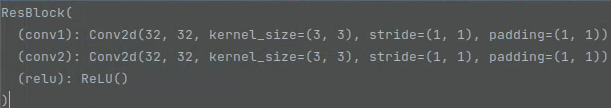 ResBlock(
  (conv1): Conv2d(32, 32, kernel_size=(3, 3), stride=(1, 1), padding=(1, 1))
  (conv2): Conv2d(32, 32, kernel_size=(3, 3), stride=(1, 1), padding=(1, 1))
  (relu): ReLU()
)